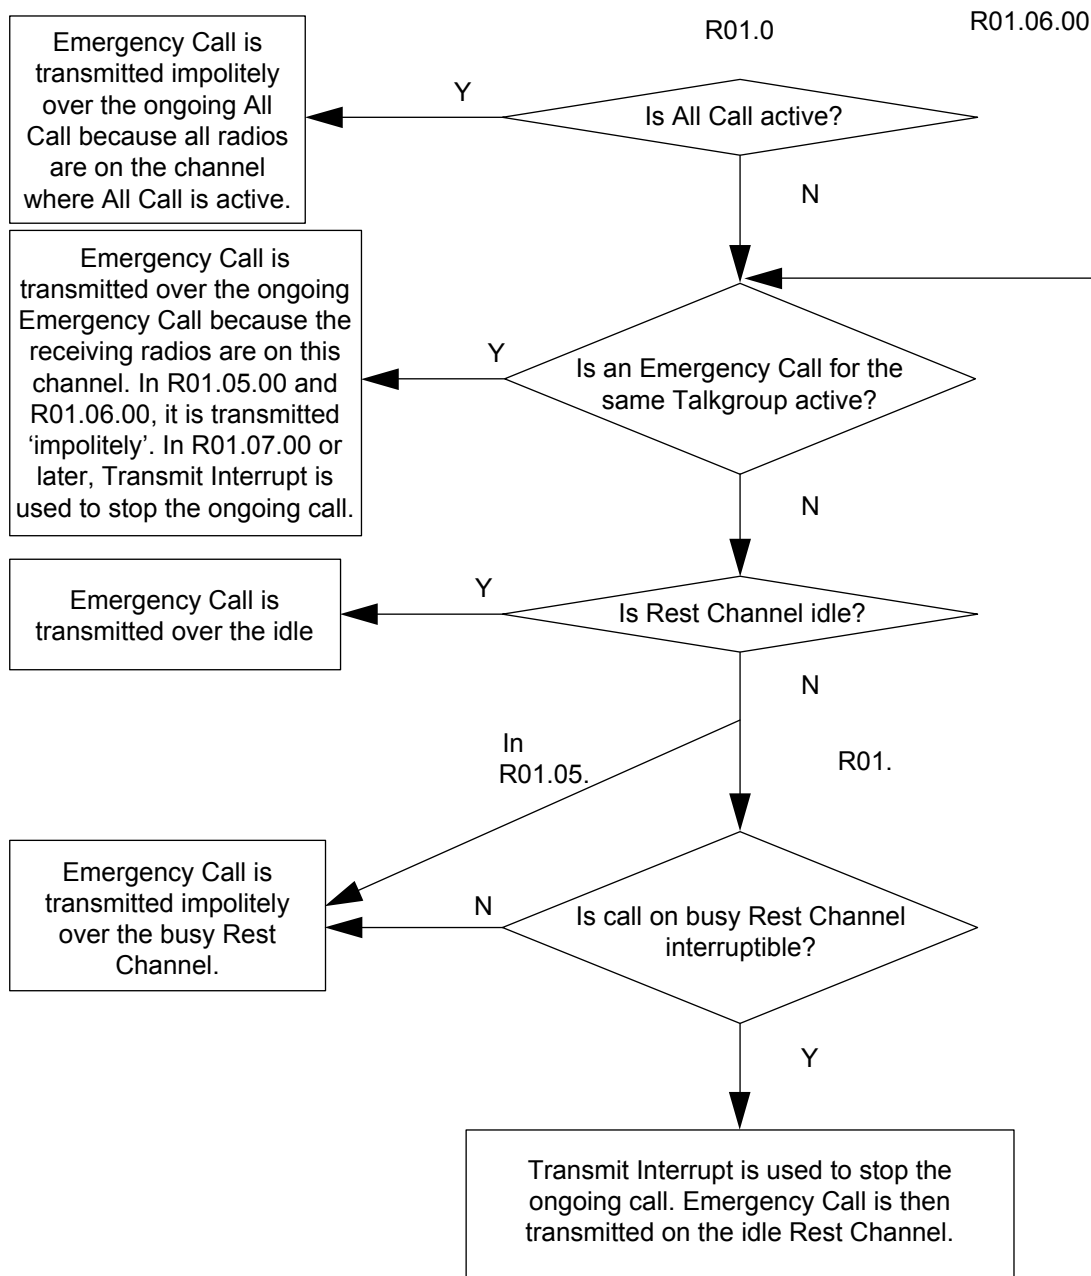 R01.0
R01.06.00
Emergency Call is
transmitted impolitely
over the ongoing All
Call because all radios
are on the channel
where All Call is active.
Y
Is All Call active?
N
Emergency Call is
transmitted over the ongoing
Emergency Call because the
receiving radios are on this
channel. In R01.05.00 and
R01.06.00, it is transmitted
‘impolitely’. In R01.07.00 or
later, Transmit Interrupt is
used to stop the ongoing call.
Y
Is an Emergency Call for the
same Talkgroup active?
N
Emergency Call is
transmitted over the idle
Y
Is Rest Channel idle?
N
In
R01.05.
R01.
Emergency Call is
transmitted impolitely
over the busy Rest
Channel.
N
Is call on busy Rest Channel
interruptible?
Y
Transmit Interrupt is used to stop the
ongoing call. Emergency Call is then
transmitted on the idle Rest Channel.